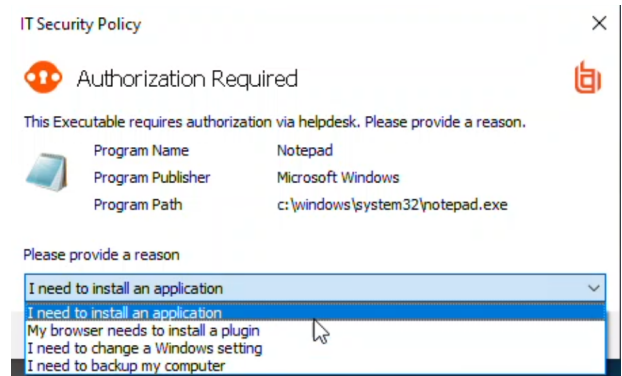 IT Security Policy
Authorization Required
This Executable requires authorization via helpdesk. Please provide a reason.
Program Name Notepad
Program Publisher Microsoft Windows
Program Path c:\windows\system32\notepad.exe
Please provide a reason
I need to install an application
I need to install an application
My browser needs to install a plugin
I need to change a Windows setting
I need to backup my computer